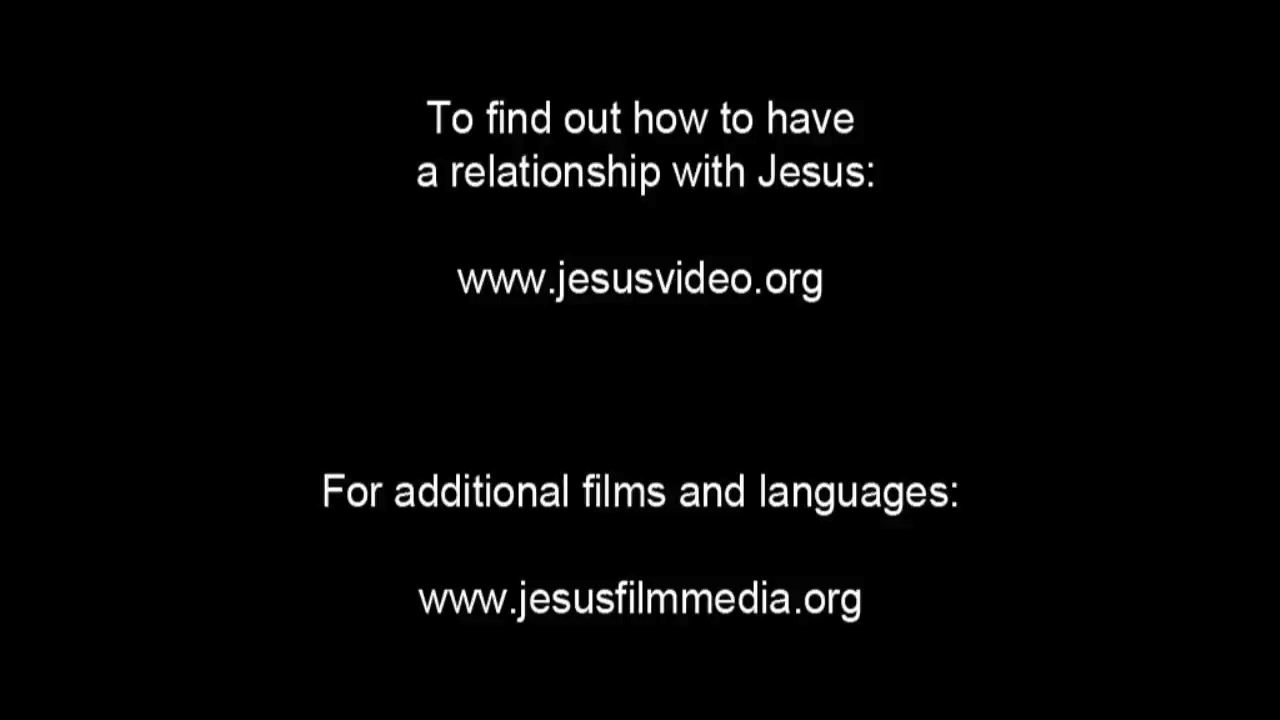 To find out how to have
a relationship with Jesus:
www.jesusvideo.org
For additional films and languages:
www.jesusfilmmedia.org